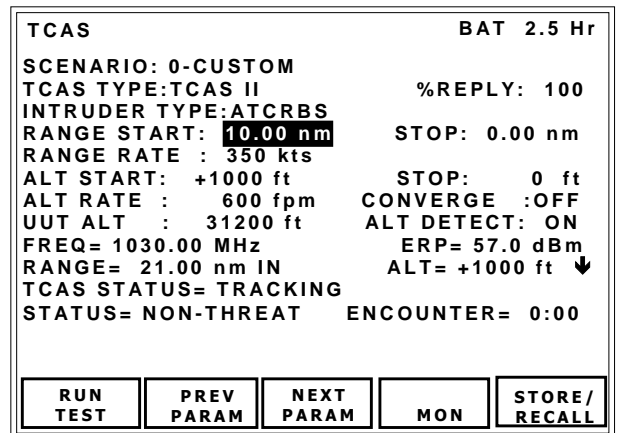 TCAS BAT 2.5 Hr
SCENARIO: 0-CUSTOM
TCAS TYPE:TCAS II %REPLY: 100
INTRUDER TYPE:ATCRBS
RANGE START: 10.00 nm STOP: 0.00 nm
RANGE RATE : 350 kts
ALT START: +1000 ft STOP: 0 ft
ALT RATE : 600 fpm CONVERGE :OFF
UUT ALT : 31200 ft ALT DETECT: ON
FREQ= 1030.00 MHz ERP= 57.0 dBm
RANGE= 21.00 nm IN ALT= +1000 ft ↓
TCAS STATUS= TRACKING
STATUS= NON-THREAT ENCOUNTER= 0:00
RUN TEST
PREV PARAM
NEXT PARAM
MON
STORE/ RECALL